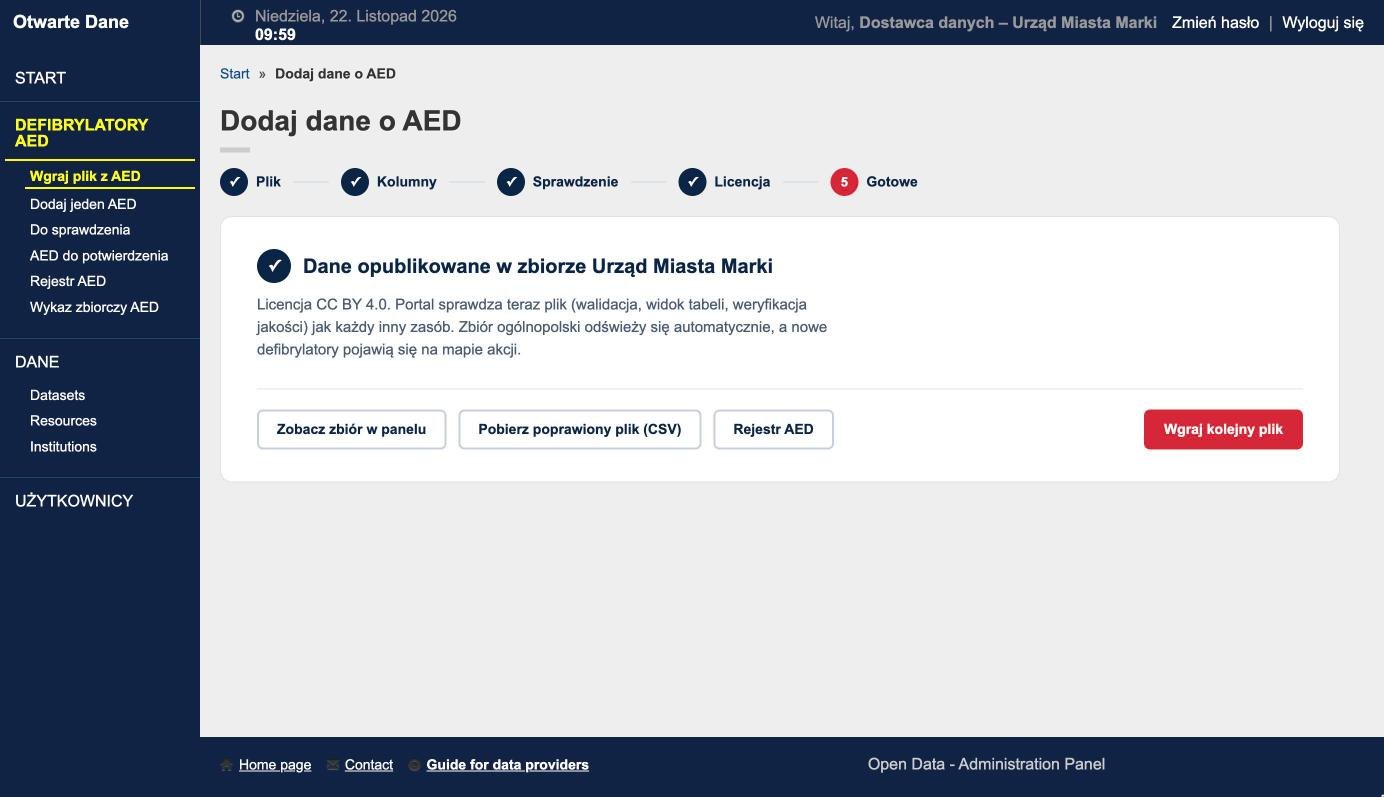 Otwarte Dane
Niedziela, 22. Listopad 2026
09:59
Witaj, Dostawca danych – Urząd Miasta Marki Zmień hasło | Wyloguj się
START
DEFIBRYLATORY
AED
Wgraj plik z AED
Dodaj jeden AED
Do sprawdzenia
AED do potwierdzenia
Rejestr AED
Wykaz zbiorczy AED
DANE
Datasets
Resources
Institutions
UŻYTKOWNICY
Start » Dodaj dane o AED
Dodaj dane o AED
✓ Plik ✓ Kolumny ✓ Sprawdzenie ✓ Licencja 5 Gotowe
✓ Dane opublikowane w zbiorze Urząd Miasta Marki
Licencja CC BY 4.0. Portal sprawdza teraz plik (walidacja, widok tabeli, weryfikacja
jakości) jak każdy inny zasób. Zbiór ogólnopolski odświeży się automatycznie, a nowe
defibrylatory pojawią się na mapie akcji.
Zobacz zbiór w panelu Pobierz poprawiony plik (CSV) Rejestr AED Wgraj kolejny plik
Home page Contact Guide for data providers Open Data - Administration Panel